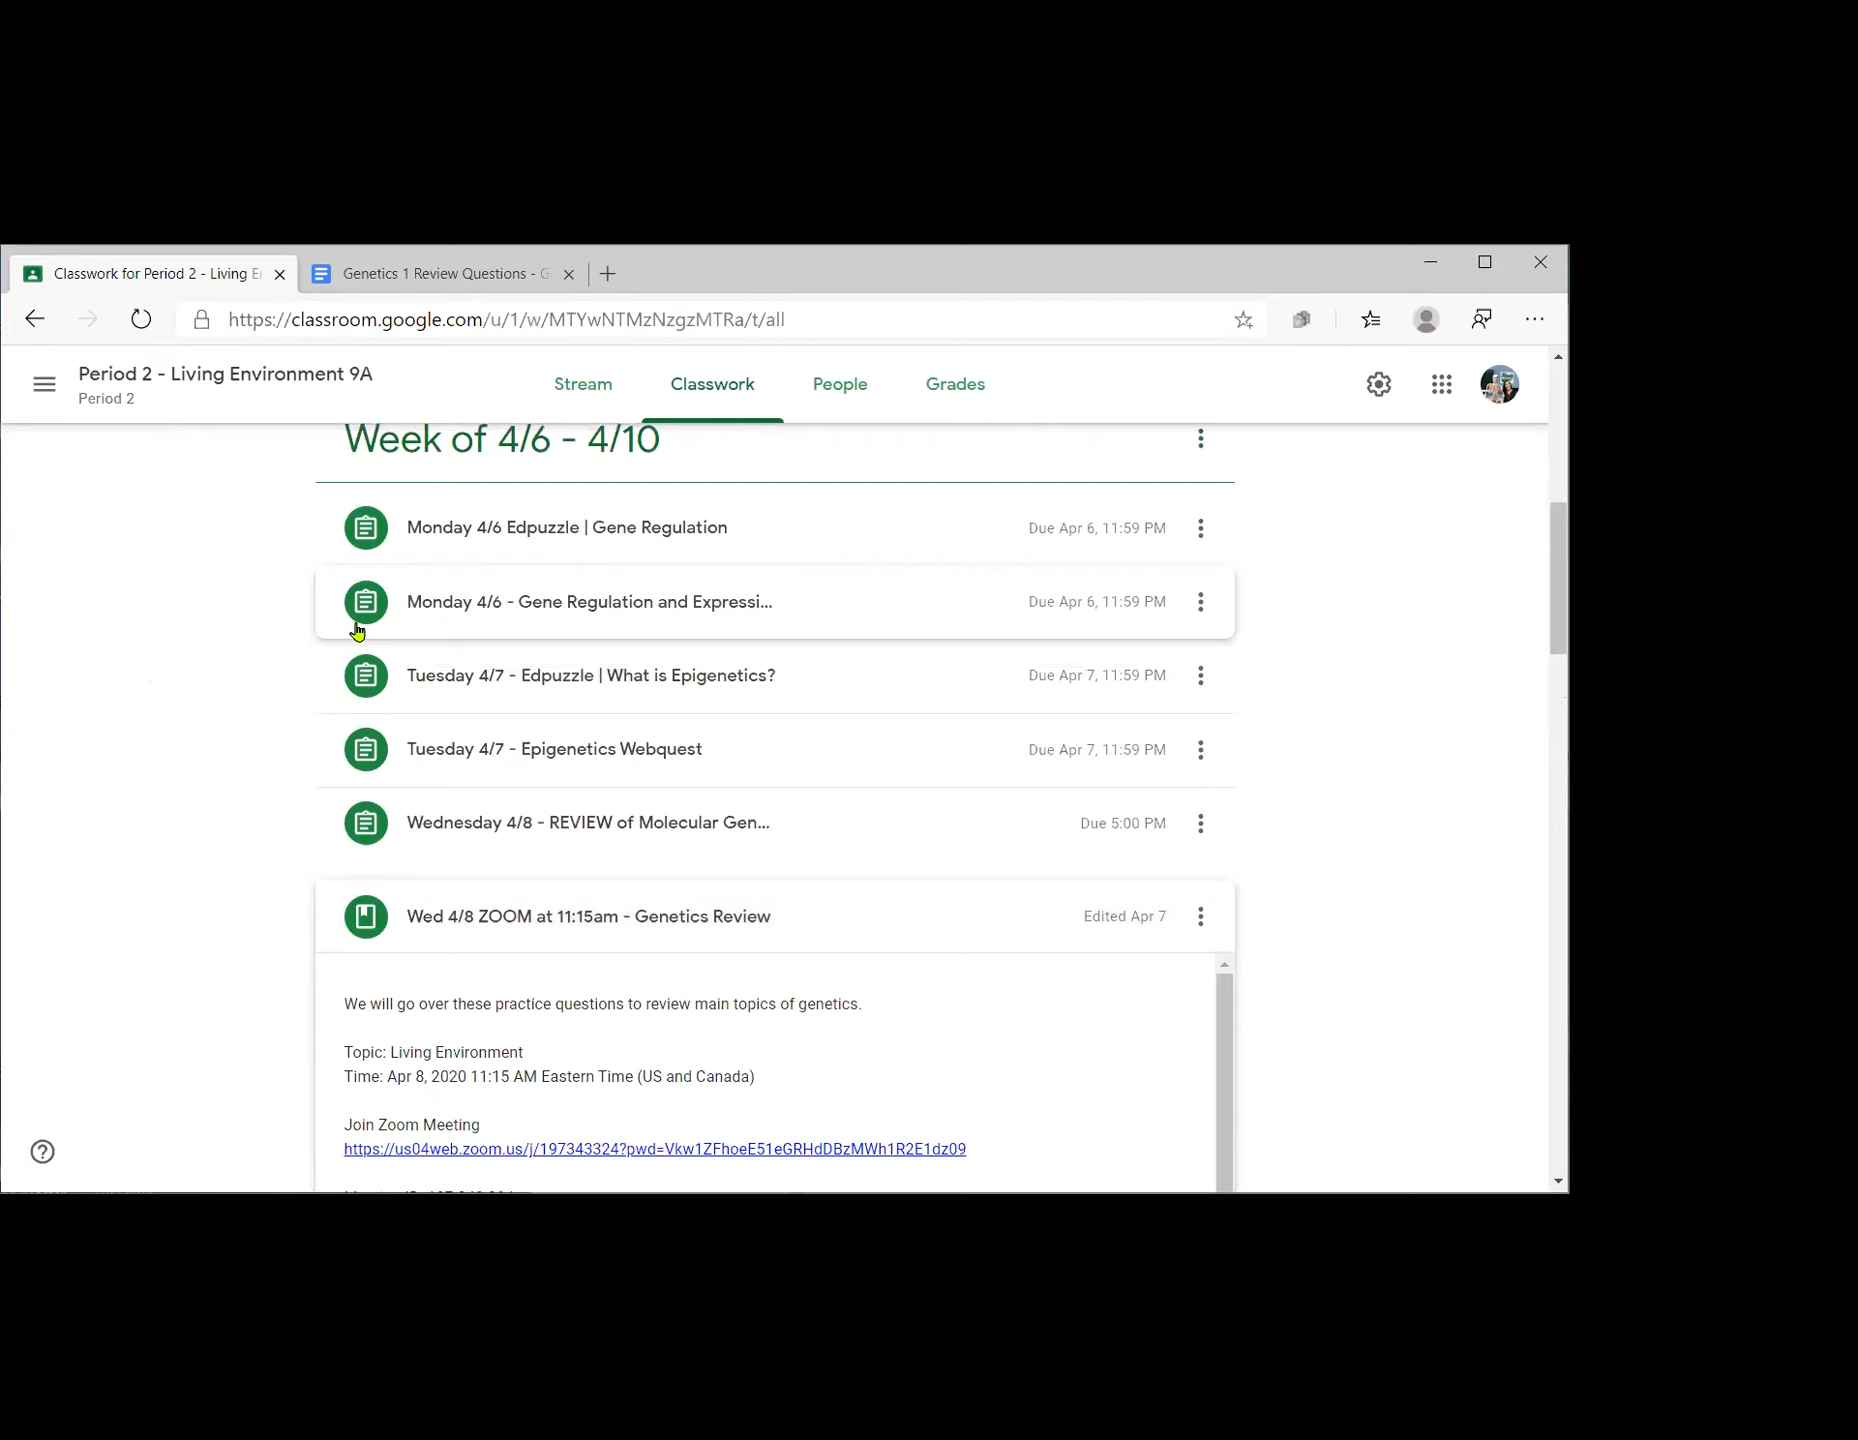 Classwork for Period 2 - Living E
Genetics 1 Review Questions - G
https://classroom.google.com/u/1/w/MTYwNTMzNzgzMTRa/t/all
Period 2 - Living Environment 9A
Period 2
Stream
Classwork
People
Grades
Week of 4/6 - 4/10
Monday 4/6 Edpuzzle | Gene Regulation
Due Apr 6, 11:59 PM
Monday 4/6 - Gene Regulation and Expressi...
Due Apr 6, 11:59 PM
Tuesday 4/7 - Edpuzzle | What is Epigenetics?
Due Apr 7, 11:59 PM
Tuesday 4/7 - Epigenetics Webquest
Due Apr 7, 11:59 PM
Wednesday 4/8 - REVIEW of Molecular Gen...
Due 5:00 PM
Wed 4/8 ZOOM at 11:15am - Genetics Review
Edited Apr 7
We will go over these practice questions to review main topics of genetics.
Topic: Living Environment
Time: Apr 8, 2020 11:15 AM Eastern Time (US and Canada)
Join Zoom Meeting
https://us04web.zoom.us/j/197343324?pwd=Vkw1ZFhoeE51eGRHdDBzMWh1R2E1dz09